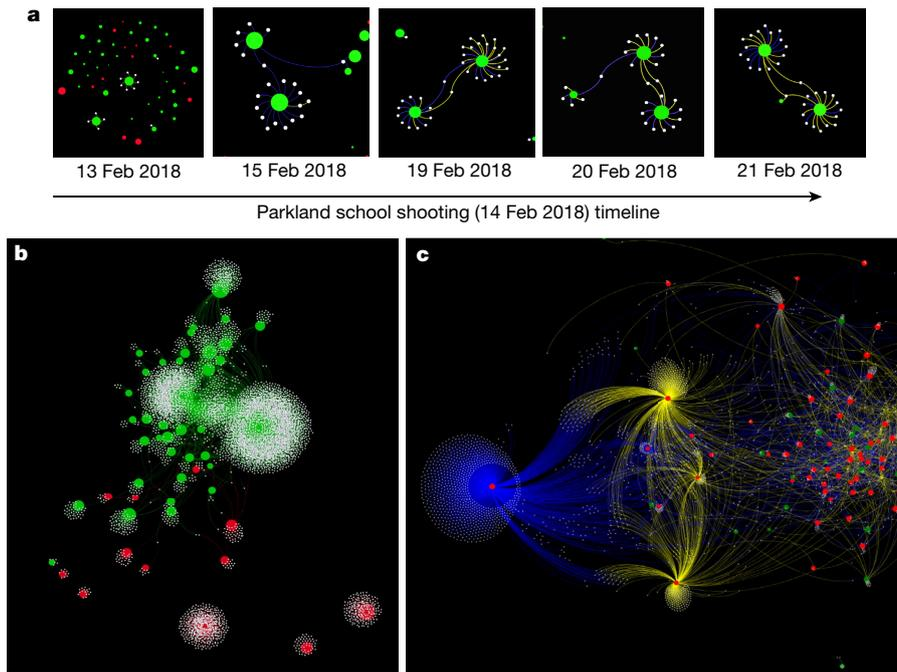 a
13 Feb 2018
15 Feb 2018
19 Feb 2018
20 Feb 2018
21 Feb 2018
Parkland school shooting (14 Feb 2018) timeline
b
c